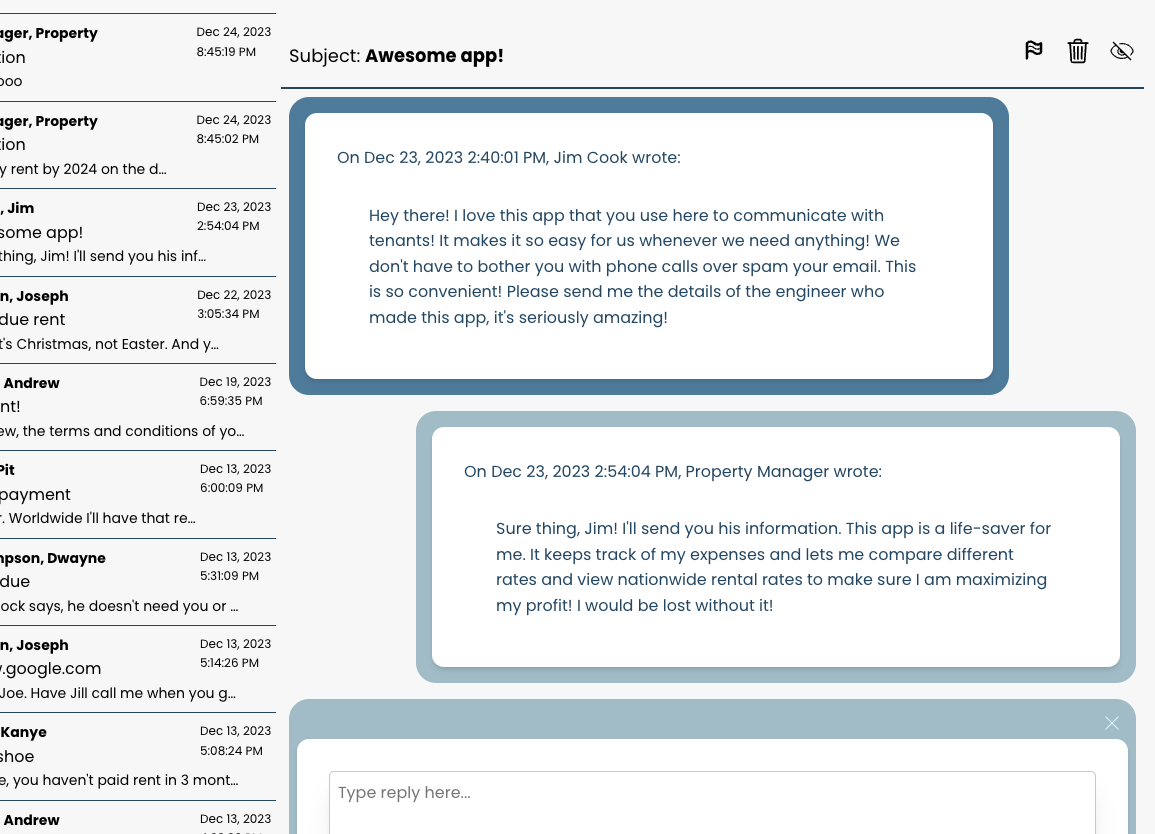 ager, Property
Dec 24, 2023
tion
8:45:19 PM
ooo
ager, Property
Dec 24, 2023
tion
8:45:02 PM
y rent by 2024 on the d...
, Jim
Dec 23, 2023
some app!
2:54:04 PM
thing, Jim! I'll send you his inf...
n, Joseph
Dec 22, 2023
due rent
3:05:34 PM
t's Christmas, not Easter. And y...
Andrew
Dec 19, 2023
nt!
6:59:35 PM
ew, the terms and conditions of yo...
Pit
Dec 13, 2023
payment
6:00:09 PM
r. Worldwide I'll have that re...
mpson, Dwayne
Dec 13, 2023
due
5:31:09 PM
ock says, he doesn't need you or ...
n, Joseph
Dec 13, 2023
.google.com
5:14:26 PM
Joe. Have Jill call me when you g...
Kanye
Dec 13, 2023
shoe
5:08:24 PM
e, you haven't paid rent in 3 mont...
Andrew
Dec 13, 2023
Subject: Awesome app!
On Dec 23, 2023 2:40:01 PM, Jim Cook wrote:
Hey there! I love this app that you use here to communicate with
tenants! It makes it so easy for us whenever we need anything! We
don't have to bother you with phone calls over spam your email. This
is so convenient! Please send me the details of the engineer who
made this app, it's seriously amazing!
On Dec 23, 2023 2:54:04 PM, Property Manager wrote:
Sure thing, Jim! I'll send you his information. This app is a life-saver for
me. It keeps track of my expenses and lets me compare different
rates and view nationwide rental rates to make sure I am maximizing
my profit! I would be lost without it!
Type reply here...